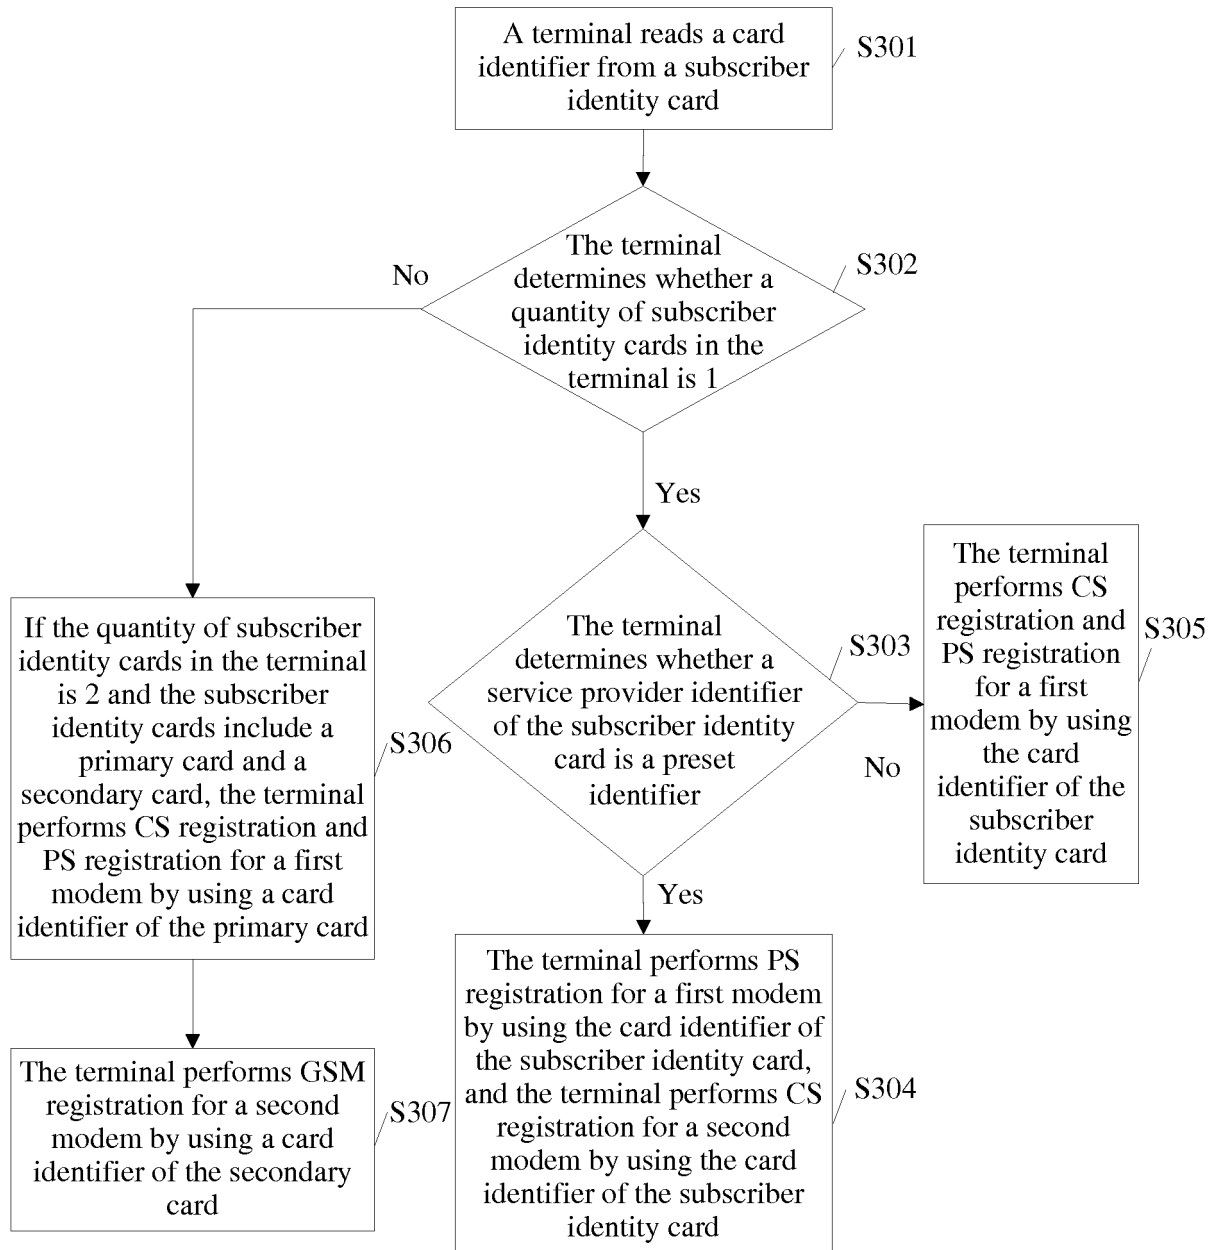 A terminal reads a card
identifier from a subscriber
identity card
S301
The terminal
determines whether a
quantity of subscriber
identity cards in the
terminal is 1
S302
No
Yes
The terminal
determines whether a
service provider identifier
of the subscriber identity
card is a preset
identifier
S303
No
Yes
The terminal
performs CS
registration and
PS registration
for a first
modem by using
the card
identifier of the
subscriber
identity card
S305
If the quantity of subscriber
identity cards in the terminal
is 2 and the subscriber
identity cards include a
primary card and a
secondary card, the terminal
performs CS registration and
PS registration for a first
modem by using a card
identifier of the primary card
S306
The terminal performs PS
registration for a first modem
by using the card identifier of
the subscriber identity card,
and the terminal performs CS
registration for a second
modem by using the card
identifier of the subscriber
identity card
S304
The terminal performs GSM
registration for a second
modem by using a card
identifier of the secondary
card
S307